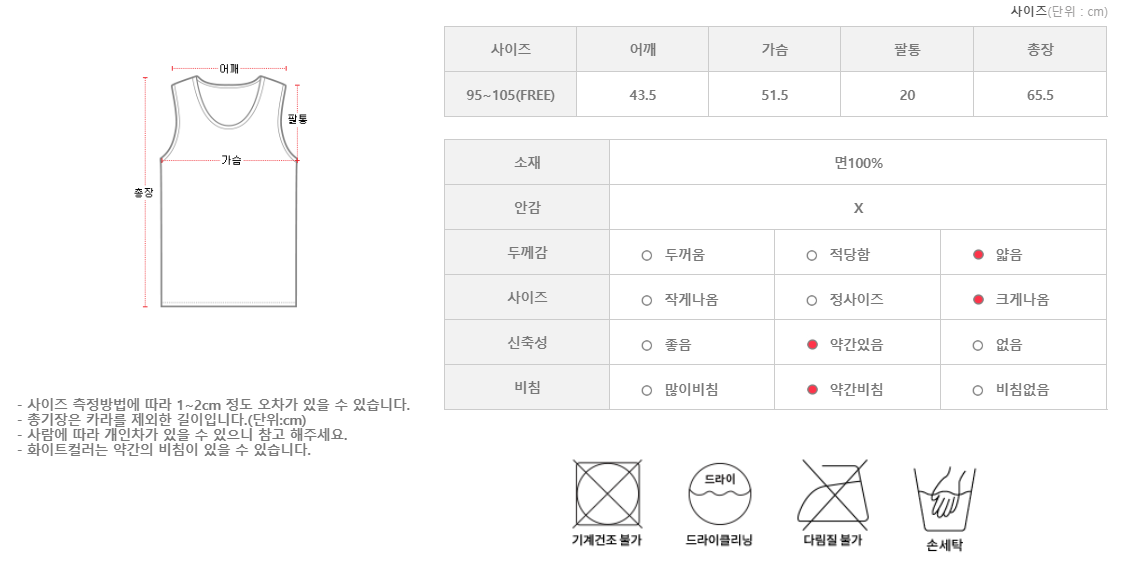 사이즈(단위 : cm)
사이즈 어깨 가슴 팔통 총장
95~105(FREE) 43.5 51.5 20 65.5
어깨
팔통
가슴
총장
소재 면100%
안감 X
두께감 두꺼움 적당함 얇음
사이즈 작게나옴 정사이즈 크게나옴
신축성 좋음 약간있음 없음
비침 많이비침 약간비침 비침없음
- 사이즈 측정방법에 따라 1~2cm 정도 오차가 있을 수 있습니다.
- 총기장은 카라를 제외한 길이입니다.(단위:cm)
- 사람에 따라 개인차가 있을 수 있으니 참고 해주세요.
- 화이트컬러는 약간의 비침이 있을 수 있습니다.
드라이
기계건조 불가 드라이클리닝 다림질 불가 손세탁